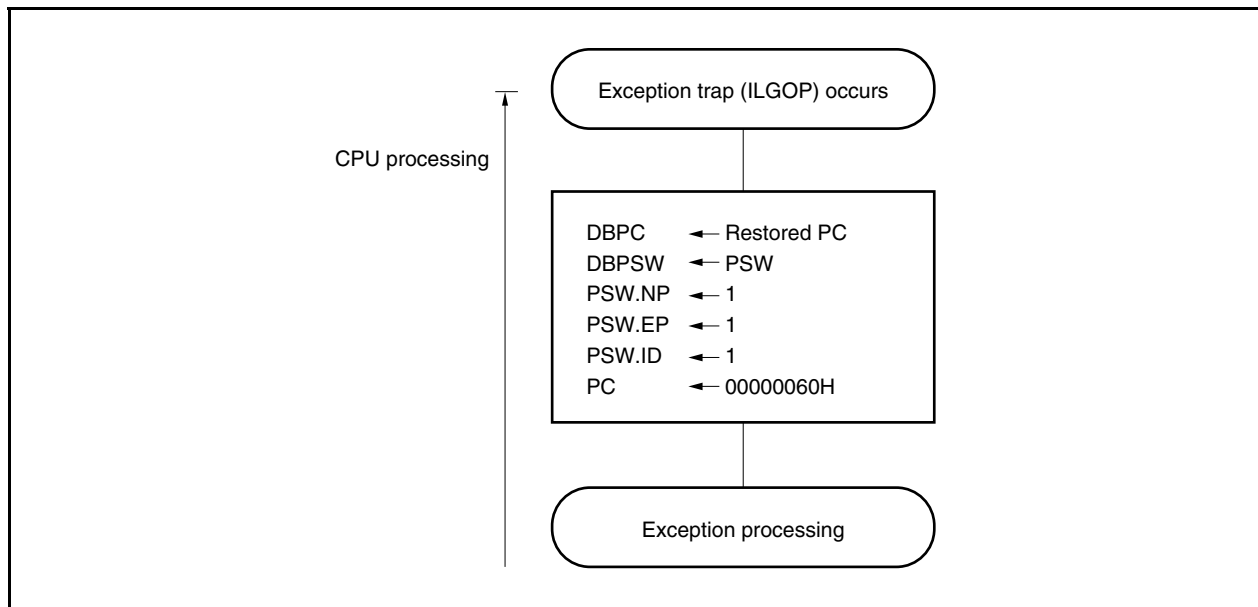 Exception trap (ILGOP) occurs
CPU processing
DBPC ← Restored PC
DBPSW ← PSW
PSW.NP ← 1
PSW.EP ← 1
PSW.ID ← 1
PC ← 00000060H
Exception processing